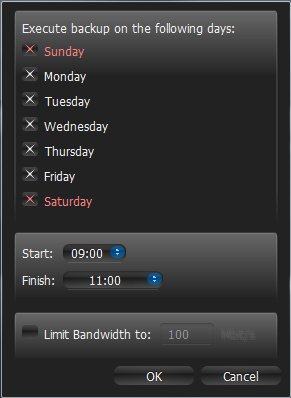 Execute backup on the following days:
Sunday
Monday
Tuesday
Wednesday
Thursday
Friday
Saturday
Start: 09:00
Finish: 11:00
Limit Bandwidth to: 100
OK Cancel